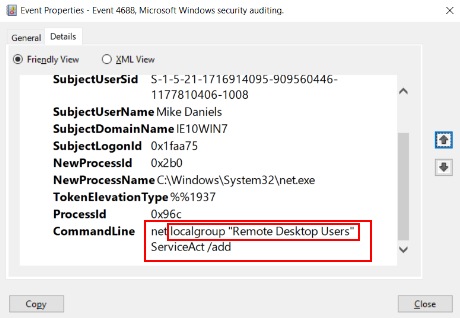 Event Properties - Event 4688, Microsoft Windows security auditing.
General Details
Friendly View XML View
SubjectUserSid S-1-5-21-1716914095-909560446-
1177810406-1008
SubjectUserName Mike Daniels
SubjectDomainName IE10WIN7
SubjectLogonId 0x1faa75
NewProcessId 0x2b0
NewProcessName C:\Windows\System32\net.exe
TokenElevationType %%1937
ProcessId 0x96c
CommandLine net localgroup "Remote Desktop Users"
ServiceAct /add
Copy Close